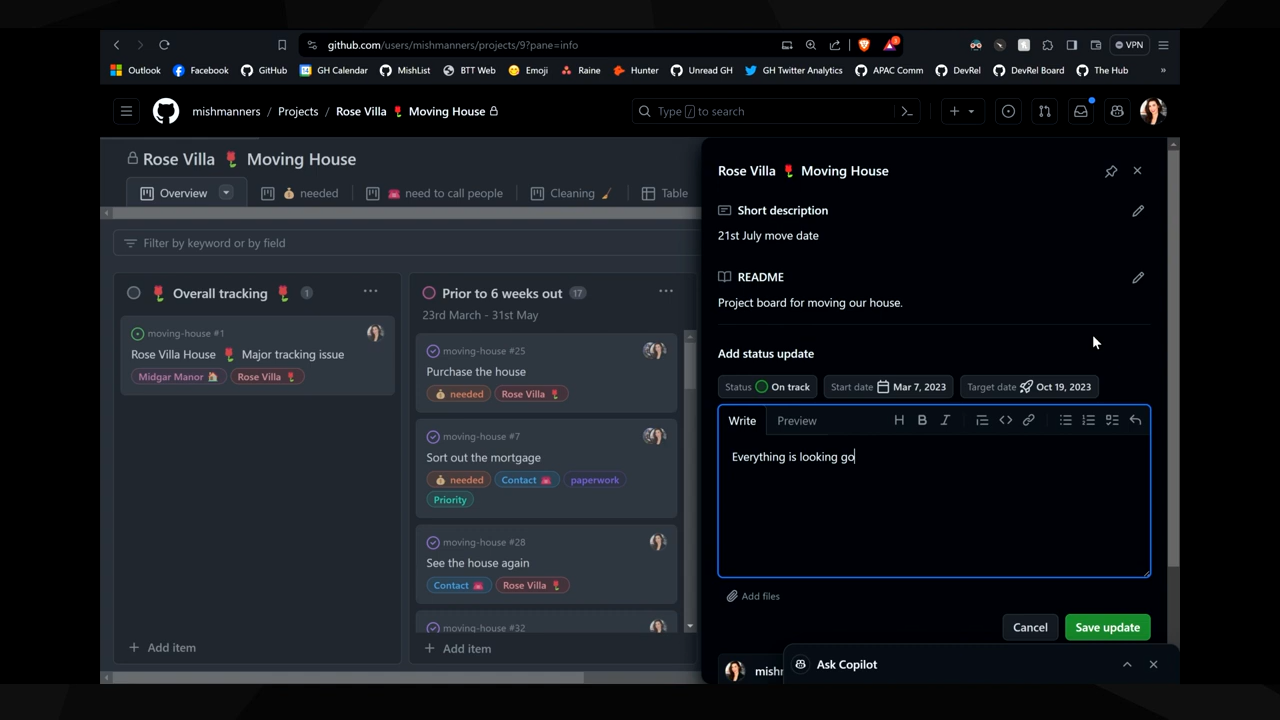 github.com/users/mishmanners/projects/9?pane=info
VPN
Outlook Facebook GitHub GH Calendar MishList BTT Web Emoji Raine Hunter Unread GH GH Twitter Analytics APAC Comm DevRel DevRel Board The Hub »
mishmanners / Projects / Rose Villa 🌷 Moving House
Type / to search
Rose Villa 🌷 Moving House
Overview 💰 needed ☎️ need to call people Cleaning 🧹 Table
Filter by keyword or by field
🌷 Overall tracking 🌷 1
moving-house #1
Rose Villa House 🌷 Major tracking issue
Midgar Manor 🏠 Rose Villa 🌷
+ Add item
Prior to 6 weeks out 17
23rd March - 31st May
moving-house #25
Purchase the house
💰 needed Rose Villa 🌷
moving-house #7
Sort out the mortgage
💰 needed Contact ☎️ paperwork
Priority
moving-house #28
See the house again
Contact ☎️ Rose Villa 🌷
moving-house #32
+ Add item
Rose Villa 🌷 Moving House
Short description
21st July move date
README
Project board for moving our house.
Add status update
Status On track Start date Mar 7, 2023 Target date Oct 19, 2023
Write Preview H B I
Everything is looking go
Add files
Cancel Save update
mishr
Ask Copilot